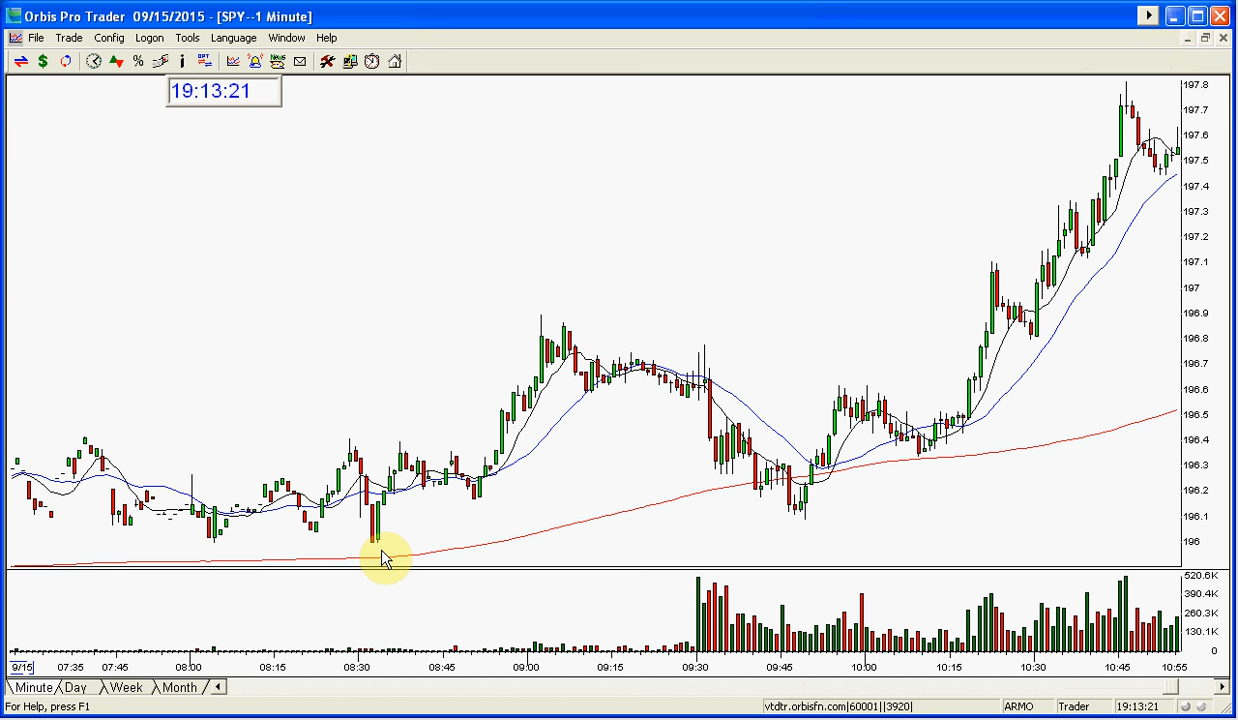 Orbis Pro Trader 09/15/2015 - [SPY--1 Minute]
File Trade Config Logon Tools Language Window Help
$ % i OPT News
19:13:21
197.8
197.7
197.6
197.5
197.4
197.3
197.2
197.1
197
196.9
196.8
196.7
196.6
196.5
196.4
196.3
196.2
196.1
196
520.6K
390.4K
260.3K
130.1K
0
9/15 07:35 07:45 08:00 08:15 08:30 08:45 09:00 09:15 09:30 09:45 10:00 10:15 10:30 10:45 10:55
Minute Day Week Month
For Help, press F1 vtdtr.orbisfn.com|60001||3920| ARMO Trader 19:13:21